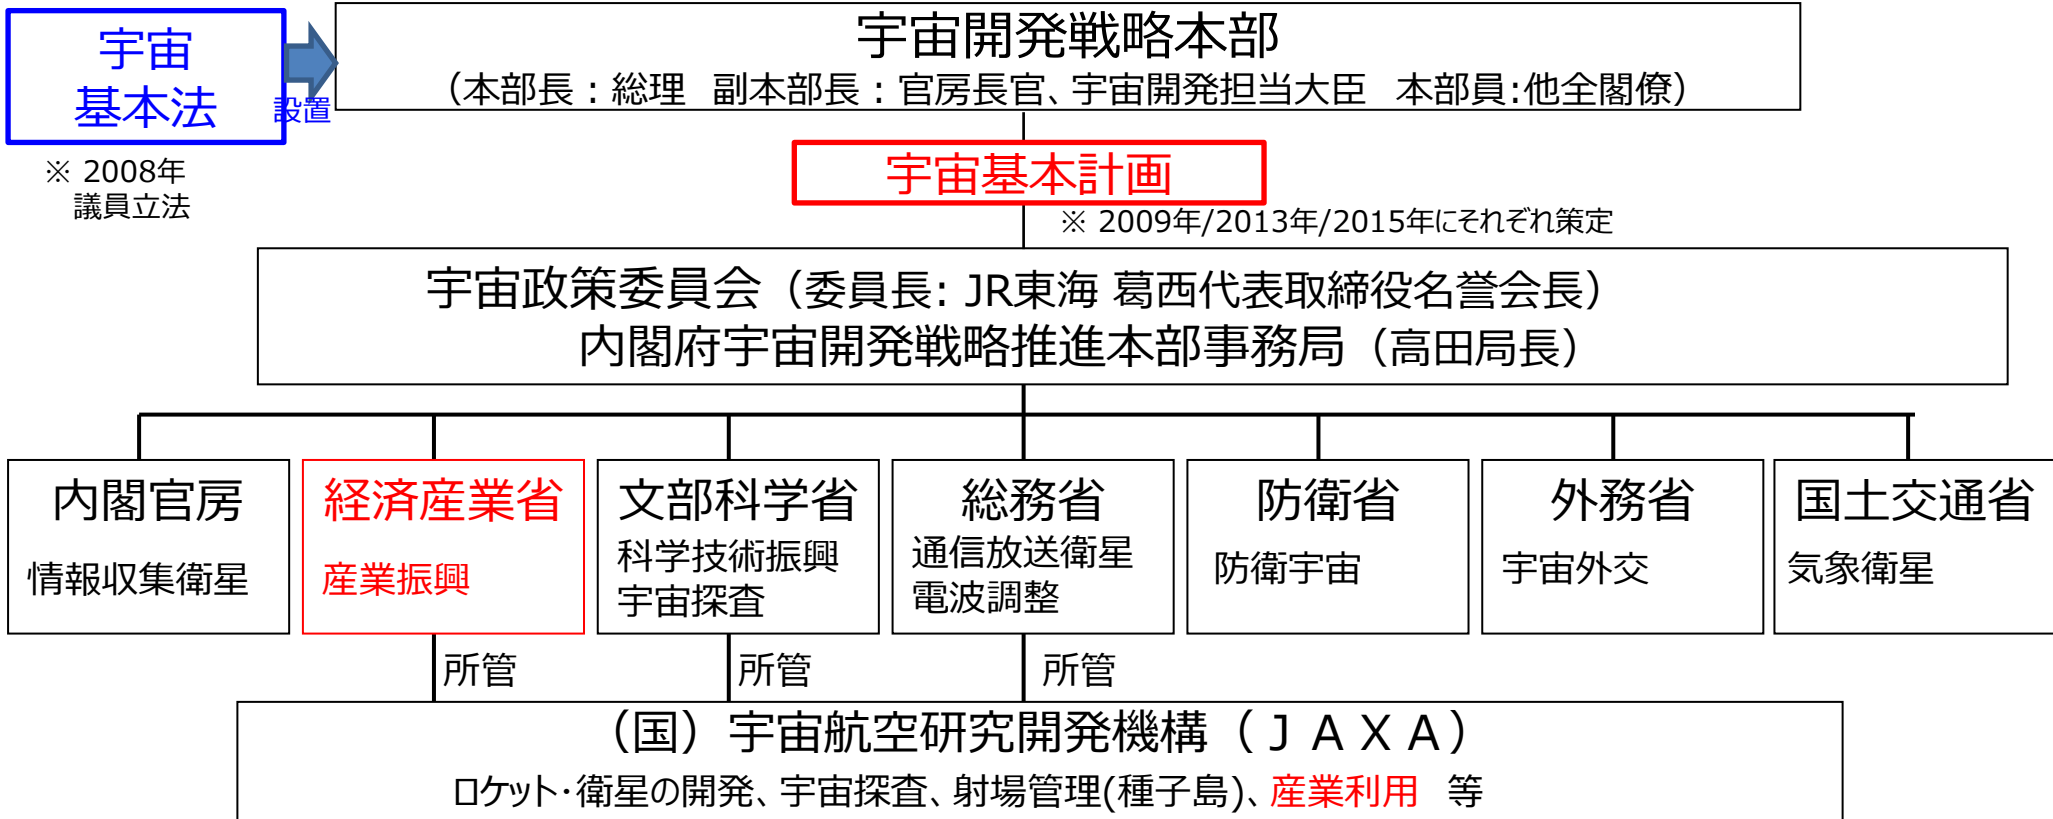 宇宙
基本法
設置
※ 2008年
議員立法
宇宙開発戦略本部
（本部長：総理 副本部長：官房長官、宇宙開発担当大臣 本部員:他全閣僚）
宇宙基本計画
※ 2009年/2013年/2015年にそれぞれ策定
宇宙政策委員会（委員長: JR東海 葛西代表取締役名誉会長）
内閣府宇宙開発戦略推進本部事務局（高田局長）
内閣官房
情報収集衛星
経済産業省
産業振興
文部科学省
科学技術振興
宇宙探査
総務省
通信放送衛星
電波調整
防衛省
防衛宇宙
外務省
宇宙外交
国土交通省
気象衛星
所管
所管
所管
（国）宇宙航空研究開発機構（ＪＡＸＡ）
ロケット・衛星の開発、宇宙探査、射場管理(種子島)、産業利用 等